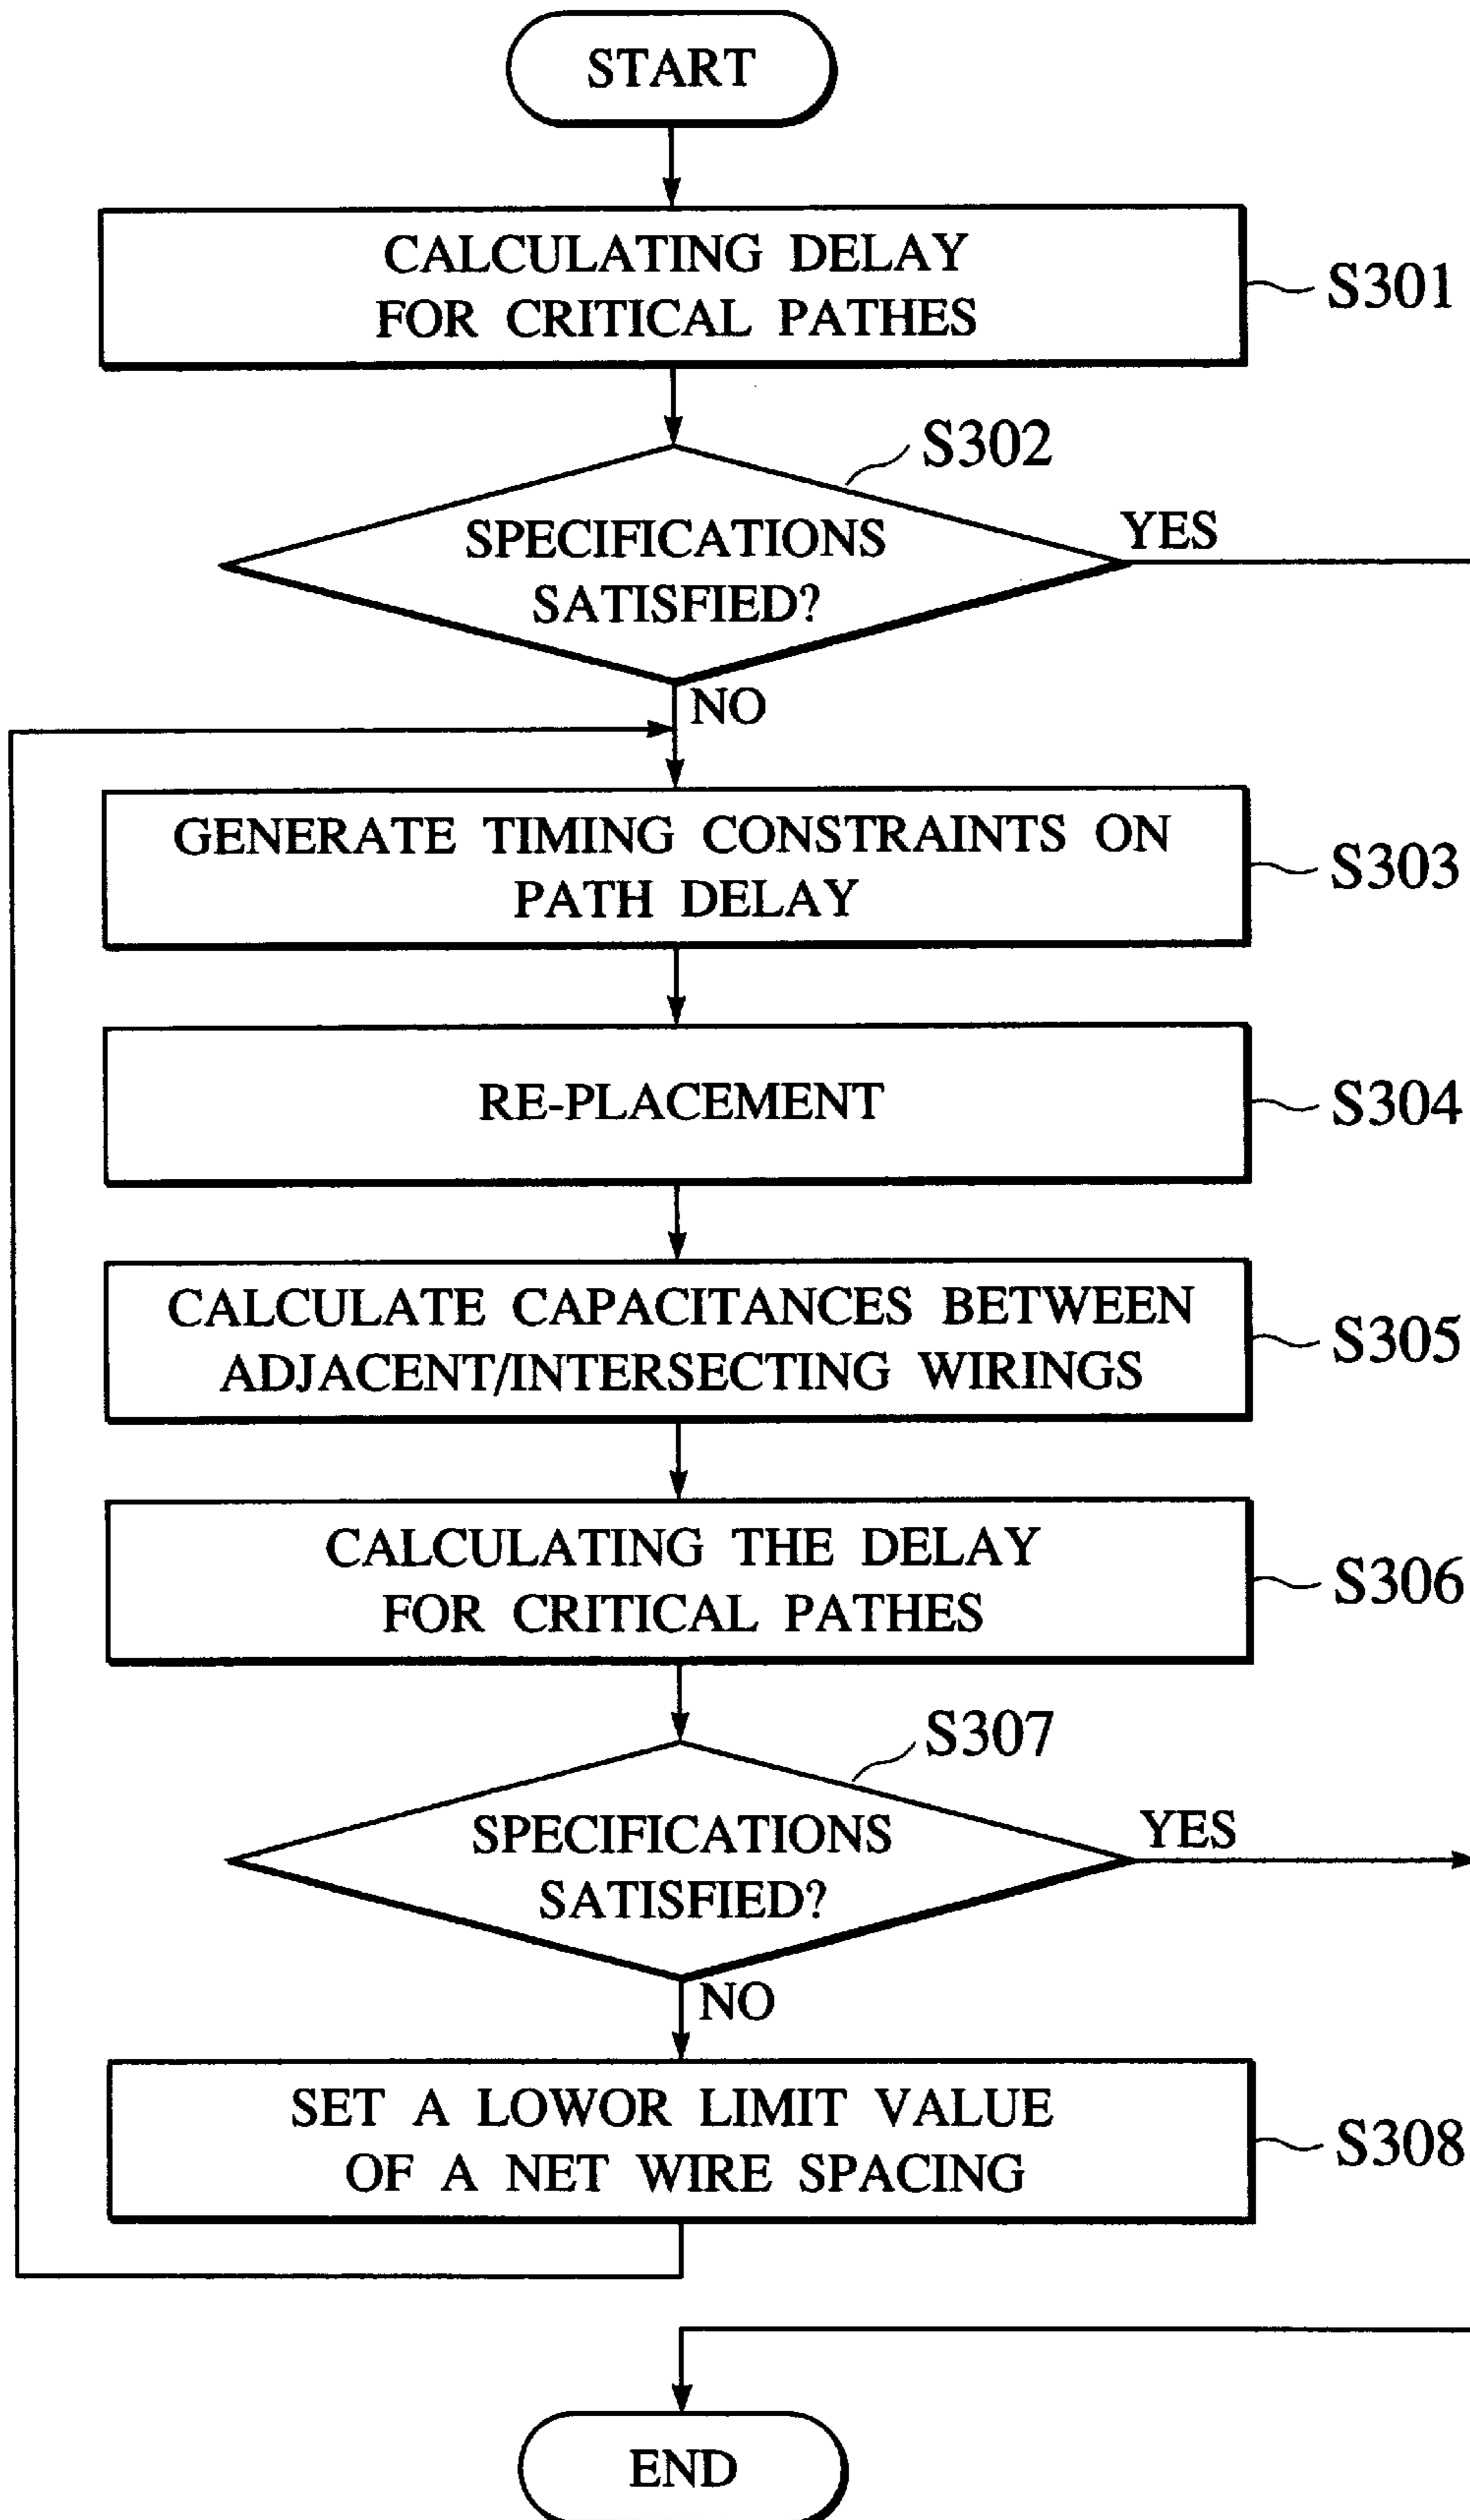 START
CALCULATING DELAY
FOR CRITICAL PATHES
S301
S302
SPECIFICATIONS
SATISFIED?
YES
NO
GENERATE TIMING CONSTRAINTS ON
PATH DELAY
S303
RE-PLACEMENT
S304
CALCULATE CAPACITANCES BETWEEN
ADJACENT/INTERSECTING WIRINGS
S305
CALCULATING THE DELAY
FOR CRITICAL PATHES
S306
S307
SPECIFICATIONS
SATISFIED?
YES
NO
SET A LOWOR LIMIT VALUE
OF A NET WIRE SPACING
S308
END